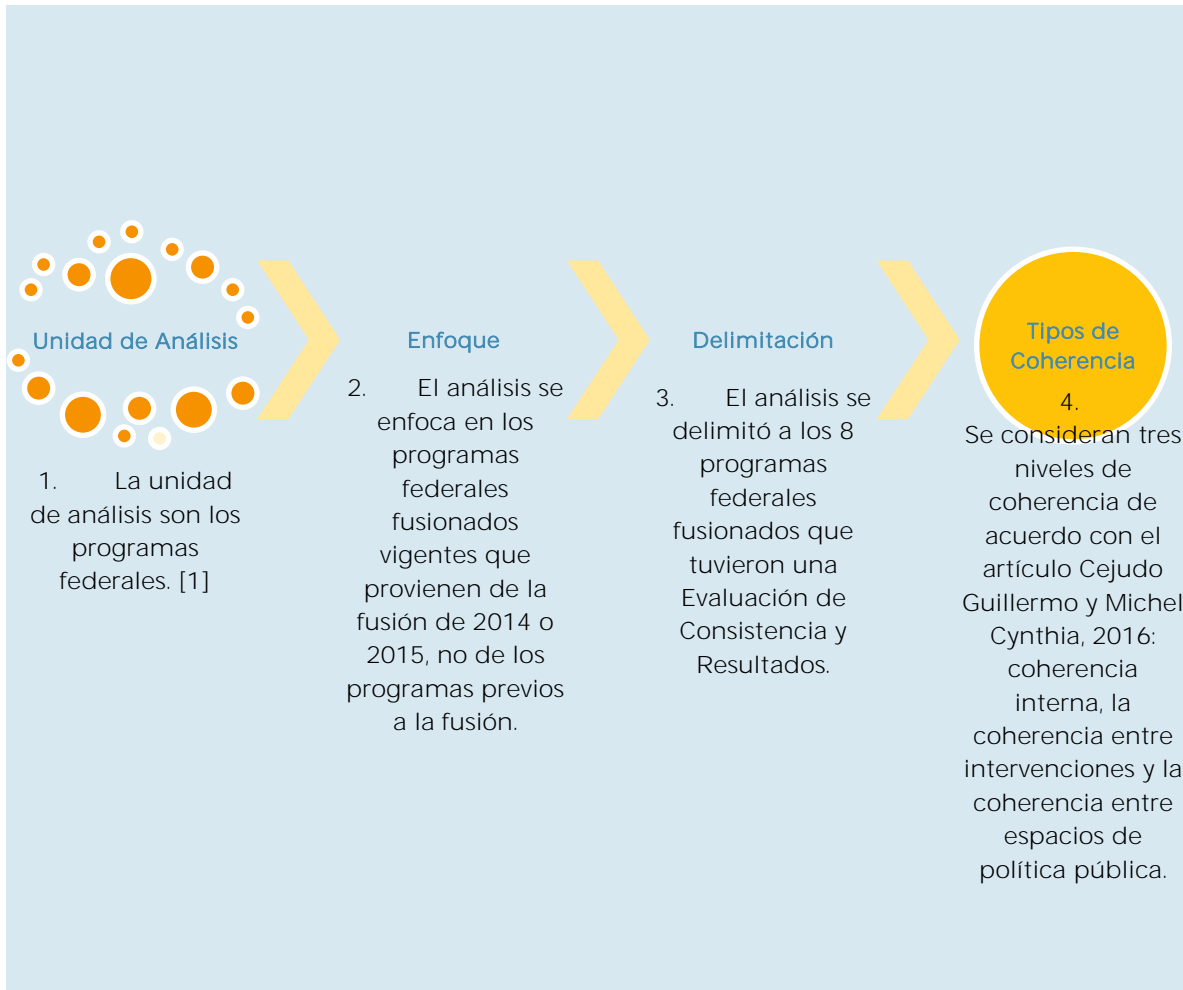 Unidad de Análisis
1. La unidad
de análisis son los
programas
federales. [1]
Enfoque
2. El análisis se
enfoca en los
programas
federales
fusionados
vigentes que
provienen de la
fusión de 2014 o
2015, no de los
programas previos
a la fusión.
Delimitación
3. El análisis se
delimitó a los 8
programas
federales
fusionados que
tuvieron una
Evaluación de
Consistencia y
Resultados.
Tipos de
Coherencia
4.
Se consideran tres
niveles de
coherencia de
acuerdo con el
artículo Cejudo
Guillermo y Michel
Cynthia, 2016:
coherencia
interna, la
coherencia entre
intervenciones y la
coherencia entre
espacios de
política pública.